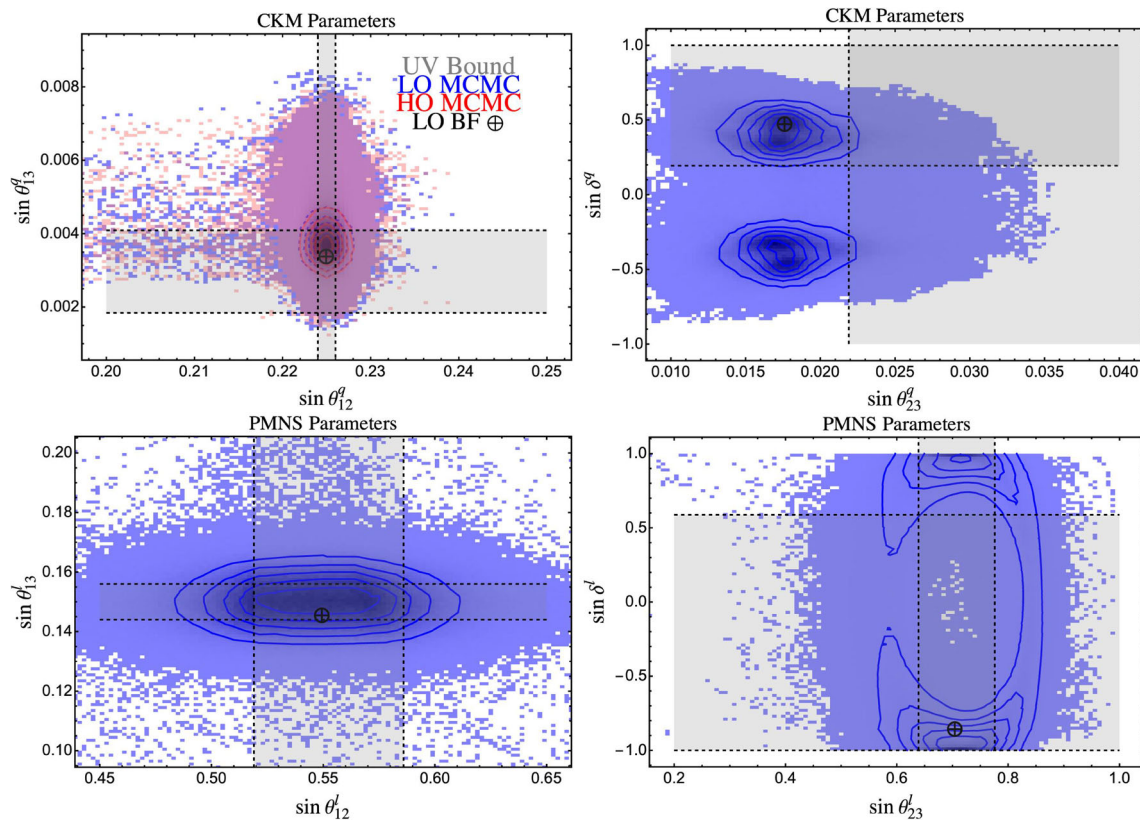 CKM Parameters
0.008
0.006
0.004
0.002
sin θ^q_13
UV Bound
LO MCMC
HO MCMC
LO BF ⊕
0.20
0.21
0.22
0.23
0.24
0.25
sin θ^q_12
CKM Parameters
1.0
0.5
0.0
−0.5
−1.0
sin δ^q
0.010
0.015
0.020
0.025
0.030
0.035
0.040
sin θ^q_23
PMNS Parameters
0.20
0.18
0.16
0.14
0.12
0.10
sin θ^l_13
0.45
0.50
0.55
0.60
0.65
sin θ^l_12
PMNS Parameters
1.0
0.5
0.0
−0.5
−1.0
sin δ^l
0.2
0.4
0.6
0.8
1.0
sin θ^l_23